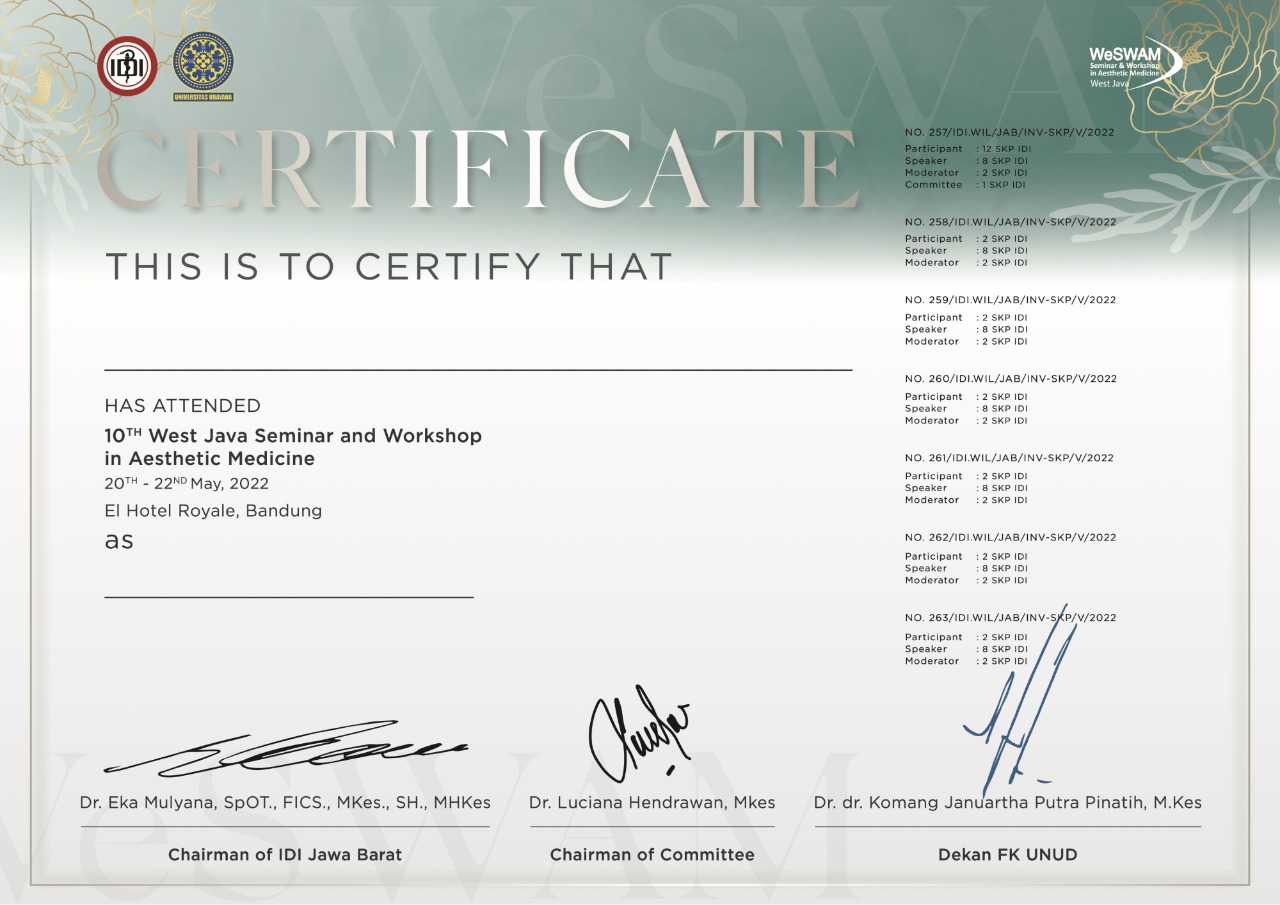 IDI
UNIVERSITAS UDAYANA
WeSWAM
Seminar & Workshop
in Aesthetic Medicine
West Java
WeSWAM
CERTIFICATE
THIS IS TO CERTIFY THAT
HAS ATTENDED
10TH West Java Seminar and Workshop
in Aesthetic Medicine
20TH - 22ND May, 2022
El Hotel Royale, Bandung
as
NO. 257/IDI.WIL/JAB/INV-SKP/V/2022
Participant : 12 SKP IDI
Speaker : 8 SKP IDI
Moderator : 2 SKP IDI
Committee : 1 SKP IDI
NO. 258/IDI.WIL/JAB/INV-SKP/V/2022
Participant : 2 SKP IDI
Speaker : 8 SKP IDI
Moderator : 2 SKP IDI
NO. 259/IDI.WIL/JAB/INV-SKP/V/2022
Participant : 2 SKP IDI
Speaker : 8 SKP IDI
Moderator : 2 SKP IDI
NO. 260/IDI.WIL/JAB/INV-SKP/V/2022
Participant : 2 SKP IDI
Speaker : 8 SKP IDI
Moderator : 2 SKP IDI
NO. 261/IDI.WIL/JAB/INV-SKP/V/2022
Participant : 2 SKP IDI
Speaker : 8 SKP IDI
Moderator : 2 SKP IDI
NO. 262/IDI.WIL/JAB/INV-SKP/V/2022
Participant : 2 SKP IDI
Speaker : 8 SKP IDI
Moderator : 2 SKP IDI
NO. 263/IDI.WIL/JAB/INV-SKP/V/2022
Participant : 2 SKP IDI
Speaker : 8 SKP IDI
Moderator : 2 SKP IDI
WeSWAM
Dr. Eka Mulyana, SpOT., FICS., MKes., SH., MHKes
Chairman of IDI Jawa Barat
Dr. Luciana Hendrawan, Mkes
Chairman of Committee
Dr. dr. Komang Januartha Putra Pinatih, M.Kes
Dekan FK UNUD